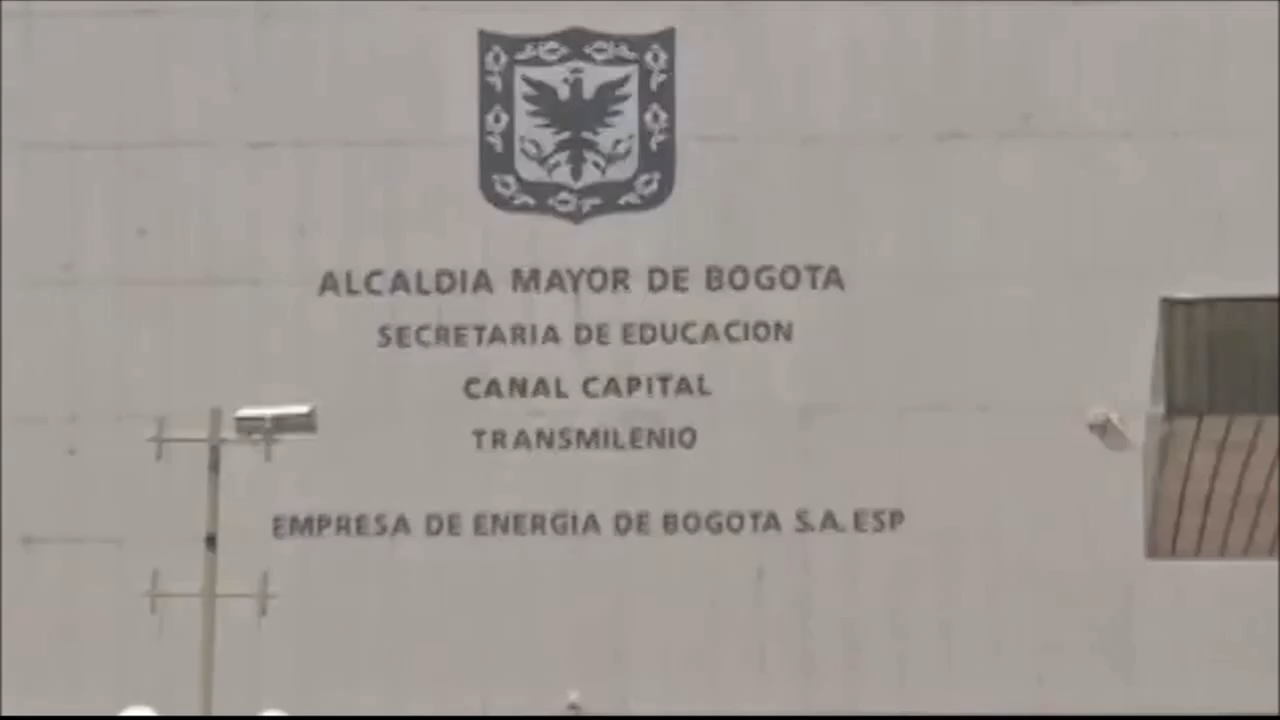 ALCALDIA MAYOR DE BOGOTA
SECRETARIA DE EDUCACION
CANAL CAPITAL
TRANSMILENIO
EMPRESA DE ENERGIA DE BOGOTA S.A. ESP